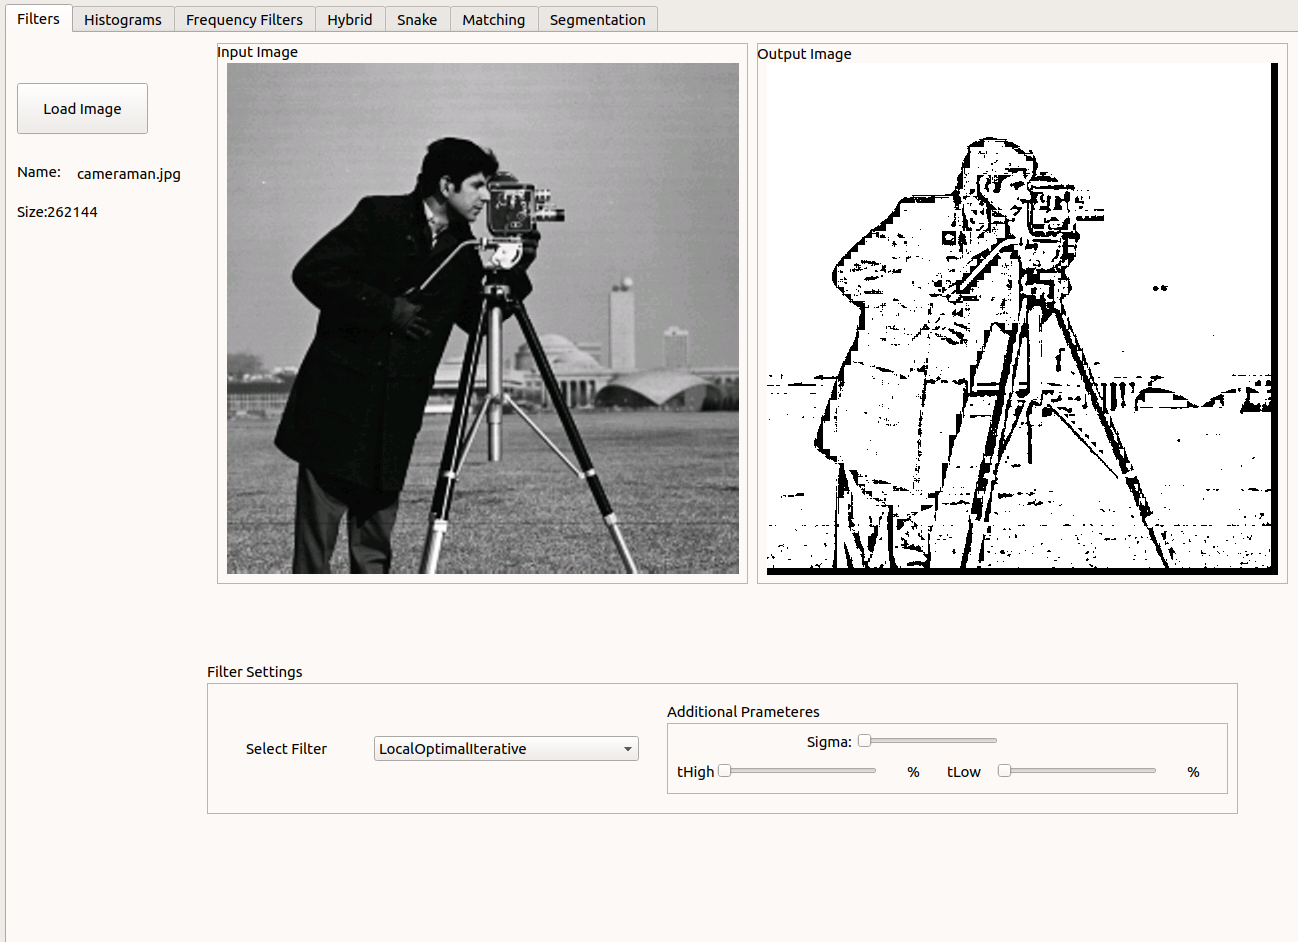 Filters Histograms Frequency Filters Hybrid Snake Matching Segmentation
Load Image
Name: cameraman.jpg
Size:262144
Input Image
Output Image
Filter Settings
Select Filter LocalOptimalIterative
Additional Prameteres
Sigma:
tHigh % tLow %